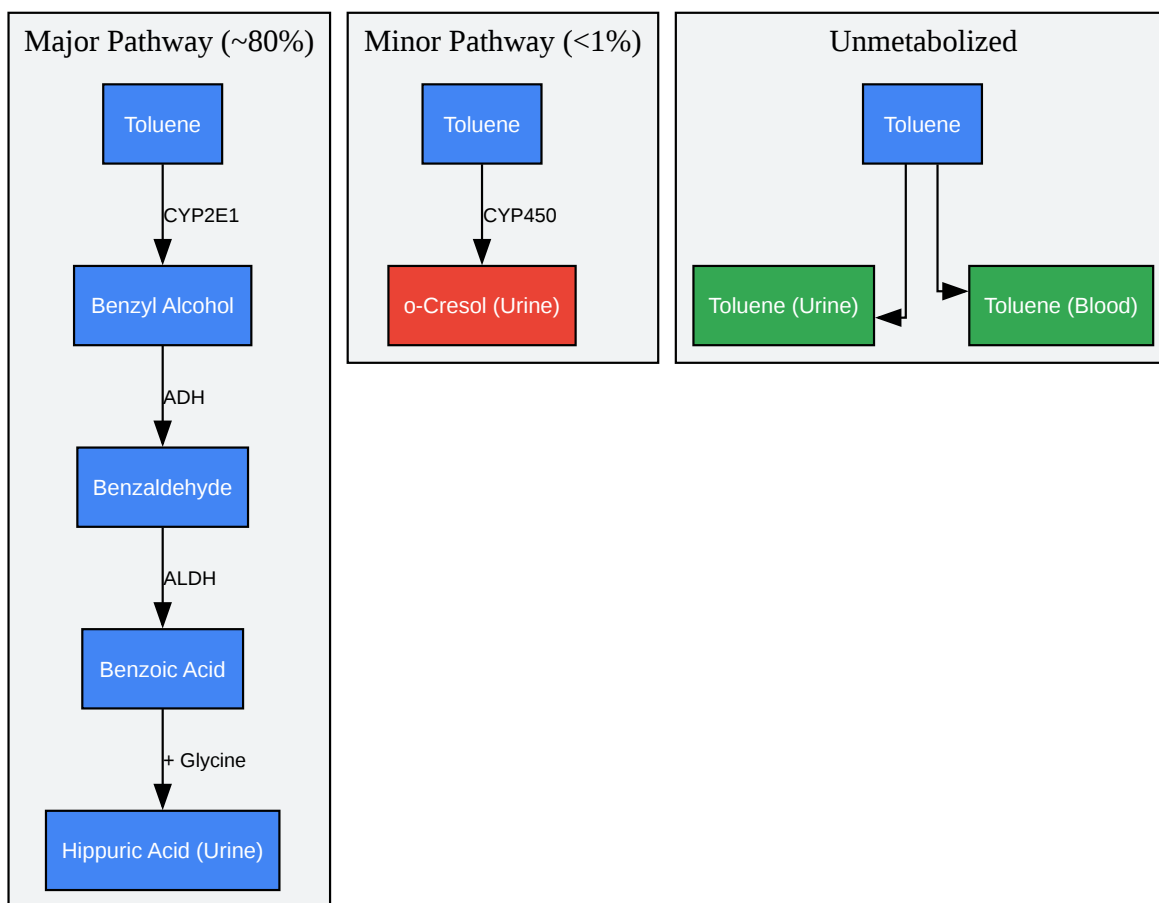 Major Pathway (~80%)
Toluene
CYP2E1
Benzyl Alcohol
ADH
Benzaldehyde
ALDH
Benzoic Acid
+ Glycine
Hippuric Acid (Urine)
Minor Pathway (<1%)
Toluene
CYP450
o-Cresol (Urine)
Unmetabolized
Toluene
Toluene (Urine)
Toluene (Blood)